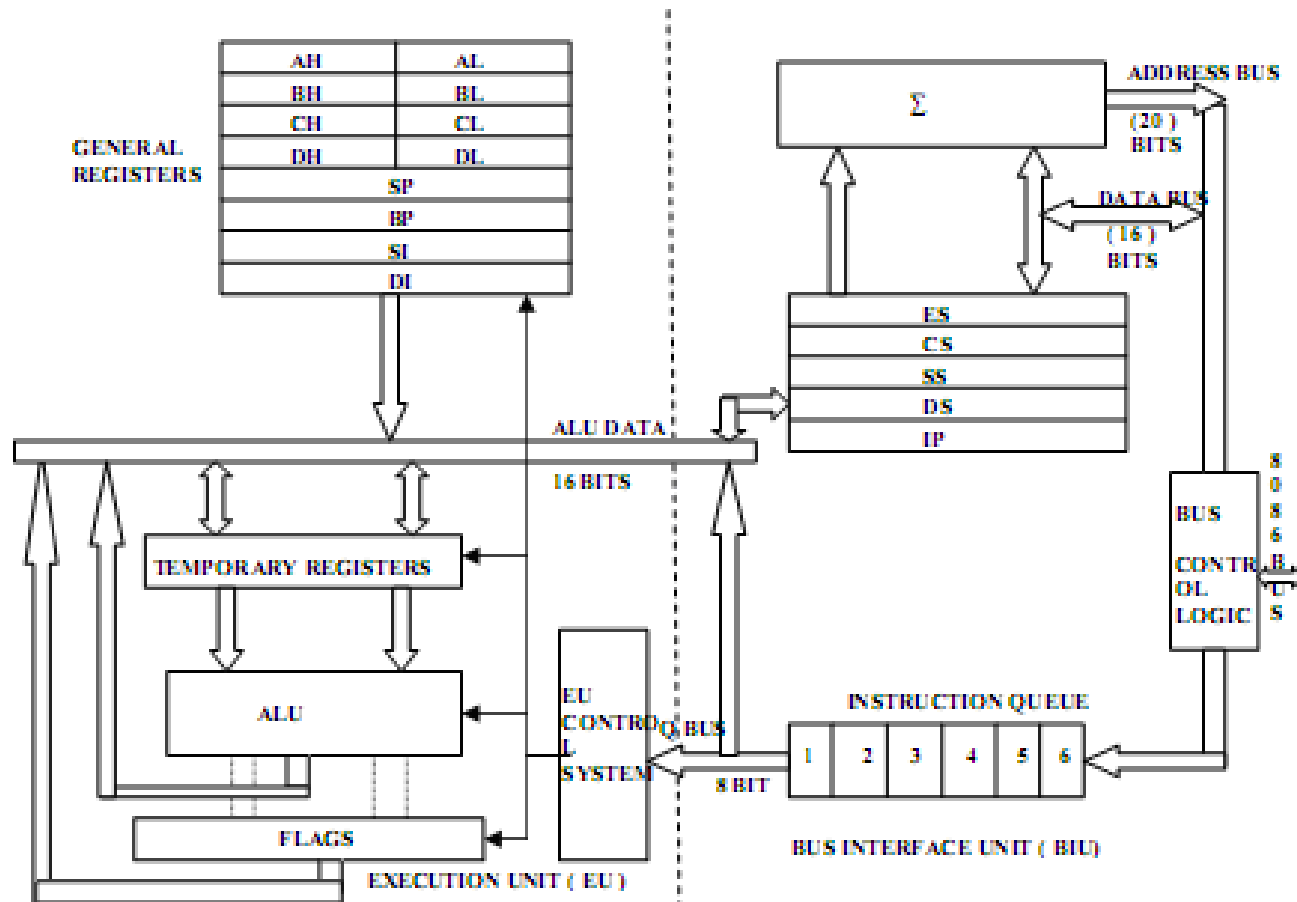 AH AL
BH BL
CH CL
DH DL
SP
BP
SI
DI
GENERAL
REGISTERS
Σ
ADDRESS BUS
(20)
BITS
DATA BUS
(16)
BITS
ES
CS
SS
DS
IP
ALU DATA
16 BITS
TEMPORARY REGISTERS
ALU
FLAGS
EU
CONTRO
L
SYSTEM
Q BUS
8 BIT
INSTRUCTION QUEUE
1 2 3 4 5 6
BUS
CONTR
OL
LOGIC
8
0
8
6
B
U
S
EXECUTION UNIT ( EU )
BUS INTERFACE UNIT ( BIU)